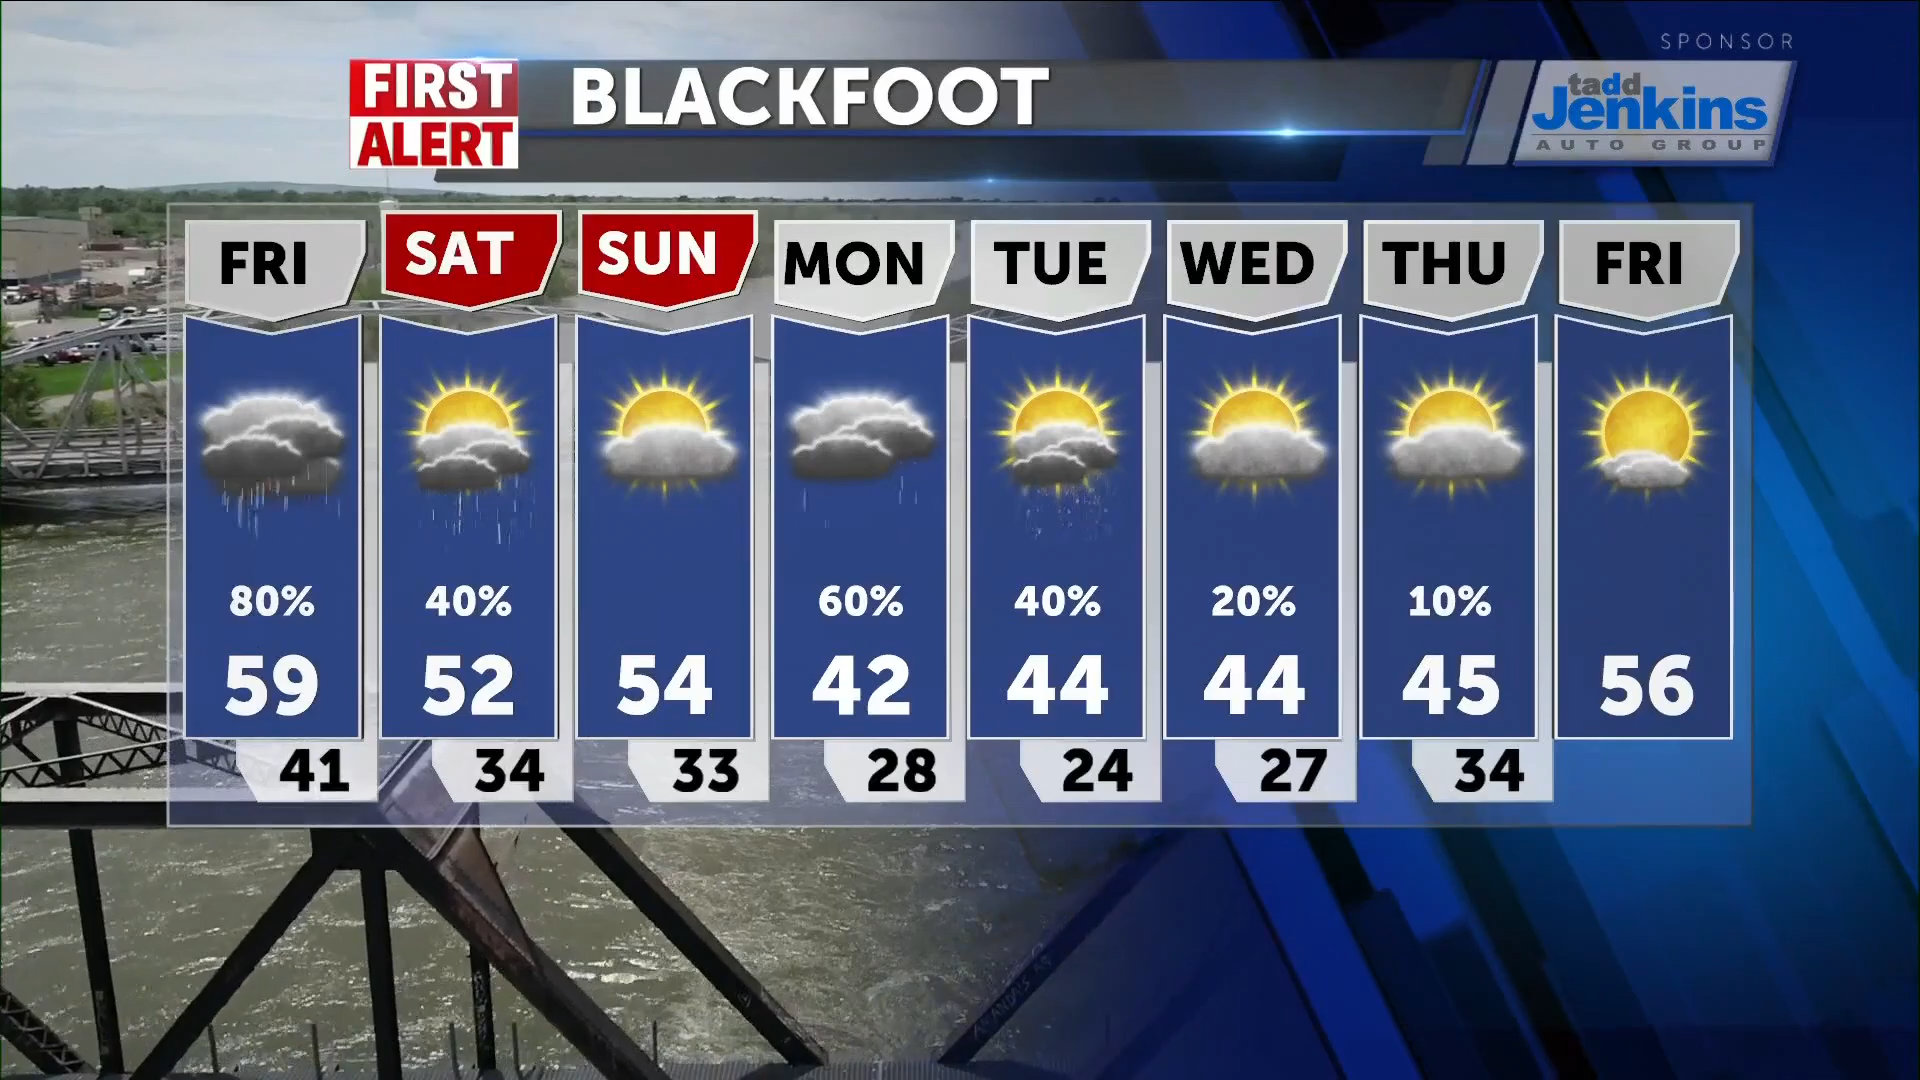 SPONSOR
FIRST
ALERT
BLACKFOOT
tadd
Jenkins
AUTO GROUP
FRI SAT SUN MON TUE WED THU FRI
80% 40% 60% 40% 20% 10%
59 52 54 42 44 44 45 56
41 34 33 28 24 27 34